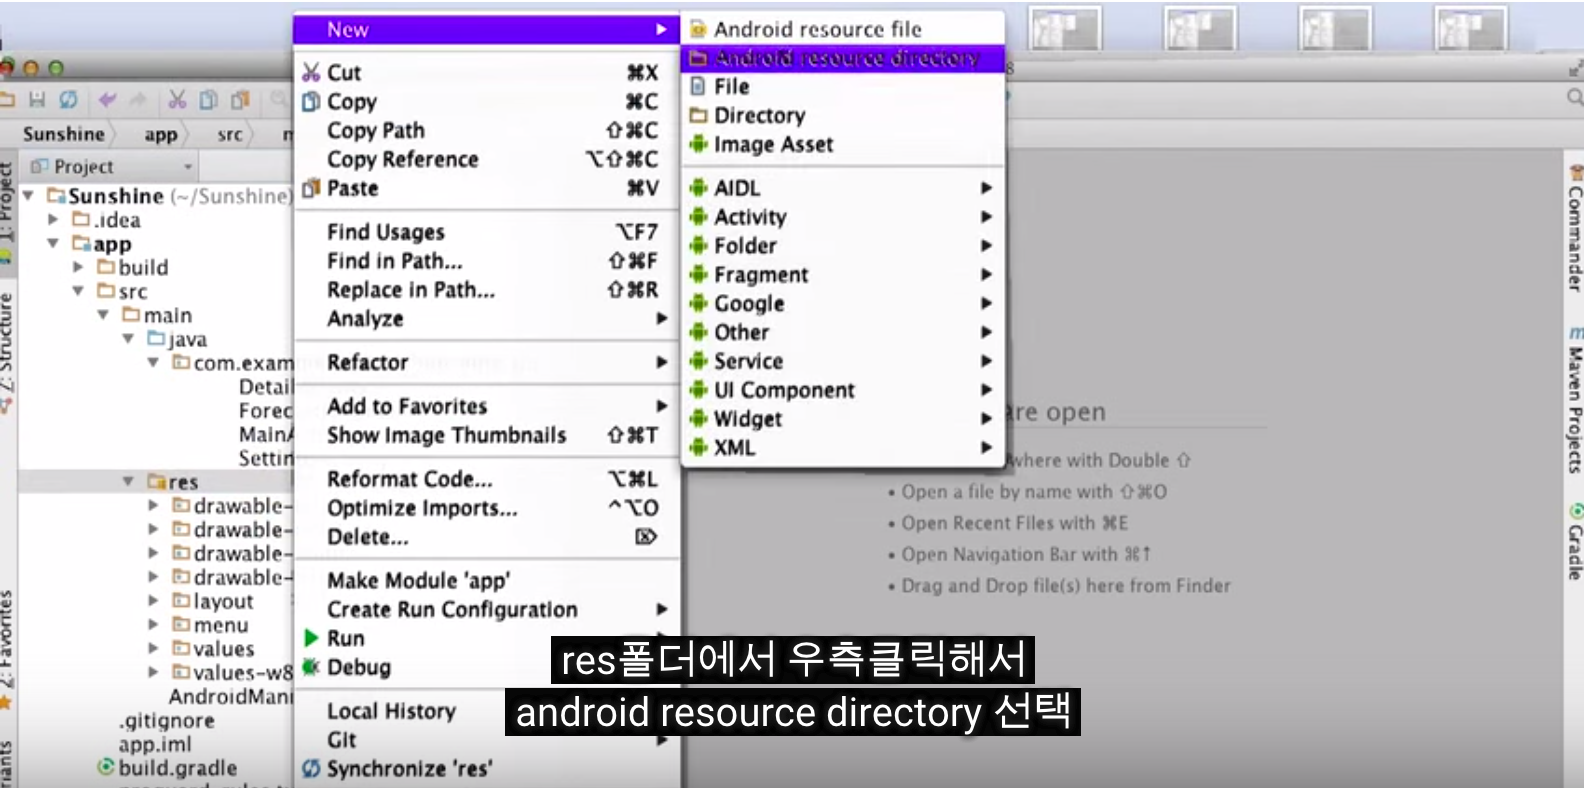 New
Cut ⌘X
Copy ⌘C
Copy Path ⇧⌘C
Copy Reference ⌥⇧⌘C
Paste ⌘V
Find Usages ⌥F7
Find in Path... ⇧⌘F
Replace in Path... ⇧⌘R
Analyze
Refactor
Add to Favorites
Show Image Thumbnails ⇧⌘T
Reformat Code... ⌥⌘L
Optimize Imports... ^⌥O
Delete... ⌦
Make Module 'app'
Create Run Configuration
Run
Debug
Local History
Git
Synchronize 'res'
Android resource file
Android resource directory
File
Directory
Image Asset
AIDL
Activity
Folder
Fragment
Google
Other
Service
UI Component
Widget
XML
Sunshine app src m
Project
Sunshine (~/Sunshine)
.idea
app
build
src
main
java
com.exam
Detail
Forec
MainA
Settin
res
drawable-
drawable-
drawable-
drawable-
layout
menu
values
values-w8
AndroidMani
.gitignore
app.iml
build.gradle
1: Project
Z: Structure
2: Favorites
iants
are open
where with Double ⇧
• Open a file by name with ⇧⌘O
• Open Recent Files with ⌘E
• Open Navigation Bar with ⌘↑
• Drag and Drop file(s) here from Finder
Commander
m
Maven Projects
Gradle
8
res폴더에서 우측클릭해서
android resource directory 선택